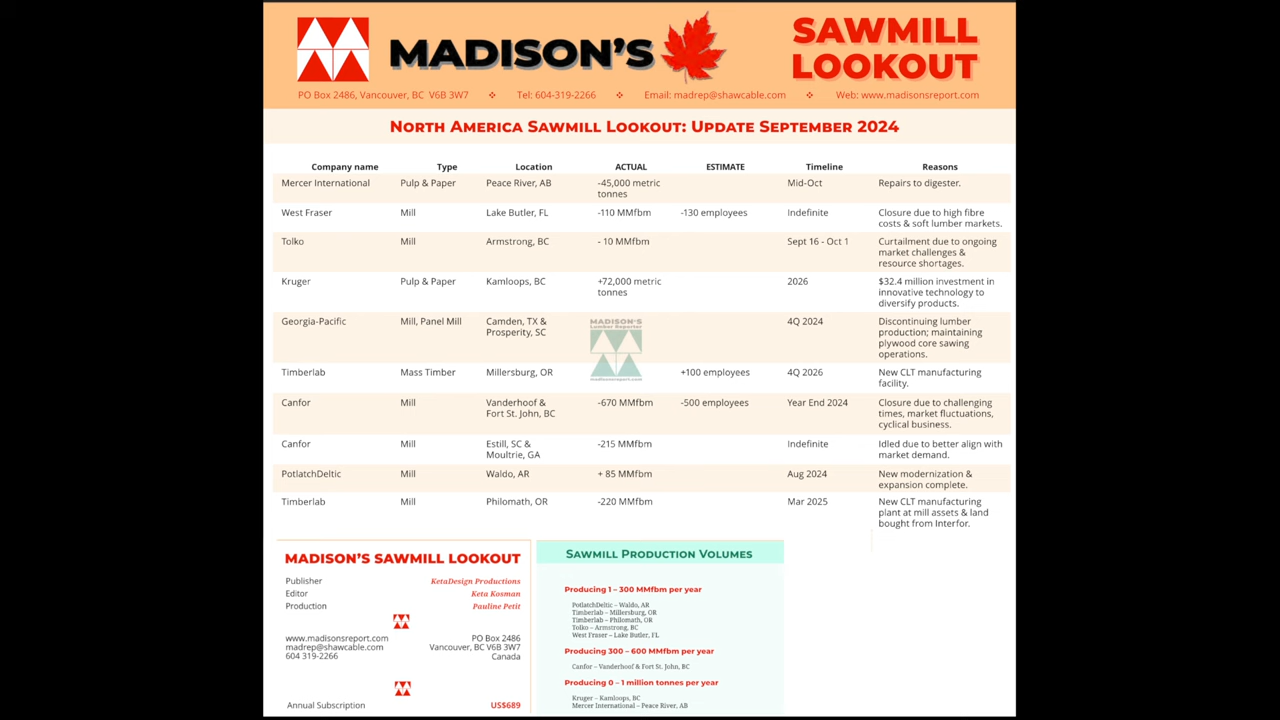 MADISON'S
SAWMILL
LOOKOUT
PO Box 2486, Vancouver, BC V6B 3W7 ❖ Tel: 604-319-2266 ❖ Email: madrep@shawcable.com ❖ Web: www.madisonsreport.com
North America Sawmill Lookout: Update September 2024
Company name Type Location ACTUAL ESTIMATE Timeline Reasons
Mercer International Pulp & Paper Peace River, AB -45,000 metric Mid-Oct Repairs to digester.
tonnes
West Fraser Mill Lake Butler, FL -110 MMfbm -130 employees Indefinite Closure due to high fibre
costs & soft lumber markets.
Tolko Mill Armstrong, BC - 10 MMfbm Sept 16 - Oct 1 Curtailment due to ongoing
market challenges &
resource shortages.
Kruger Pulp & Paper Kamloops, BC +72,000 metric 2026 $32.4 million investment in
tonnes innovative technology to
diversify products.
Georgia-Pacific Mill, Panel Mill Camden, TX & 4Q 2024 Discontinuing lumber
Prosperity, SC production; maintaining
plywood core sawing
operations.
MADISON'S
Lumber Reporter
madisonsreport.com
Timberlab Mass Timber Millersburg, OR +100 employees 4Q 2026 New CLT manufacturing
facility.
Canfor Mill Vanderhoof & -670 MMfbm -500 employees Year End 2024 Closure due to challenging
Fort St. John, BC times, market fluctuations,
cyclical business.
Canfor Mill Estill, SC & -215 MMfbm Indefinite Idled due to better align with
Moultrie, GA market demand.
PotlatchDeltic Mill Waldo, AR + 85 MMfbm Aug 2024 New modernization &
expansion complete.
Timberlab Mill Philomath, OR -220 MMfbm Mar 2025 New CLT manufacturing
plant at mill assets & land
bought from Interfor.
MADISON'S SAWMILL LOOKOUT
Publisher KetaDesign Productions
Editor Keta Kosman
Production Pauline Petit
www.madisonsreport.com PO Box 2486
madrep@shawcable.com Vancouver, BC V6B 3W7
604 319-2266 Canada
Annual Subscription US$689
Sawmill Production Volumes
Producing 1 – 300 MMfbm per year
PotlatchDeltic – Waldo, AR
Timberlab – Millersburg, OR
Timberlab – Philomath, OR
Tolko – Armstrong, BC
West Fraser – Lake Butler, FL
Producing 300 – 600 MMfbm per year
Canfor – Vanderhoof & Fort St. John, BC
Producing 0 – 1 million tonnes per year
Kruger – Kamloops, BC
Mercer International – Peace River, AB